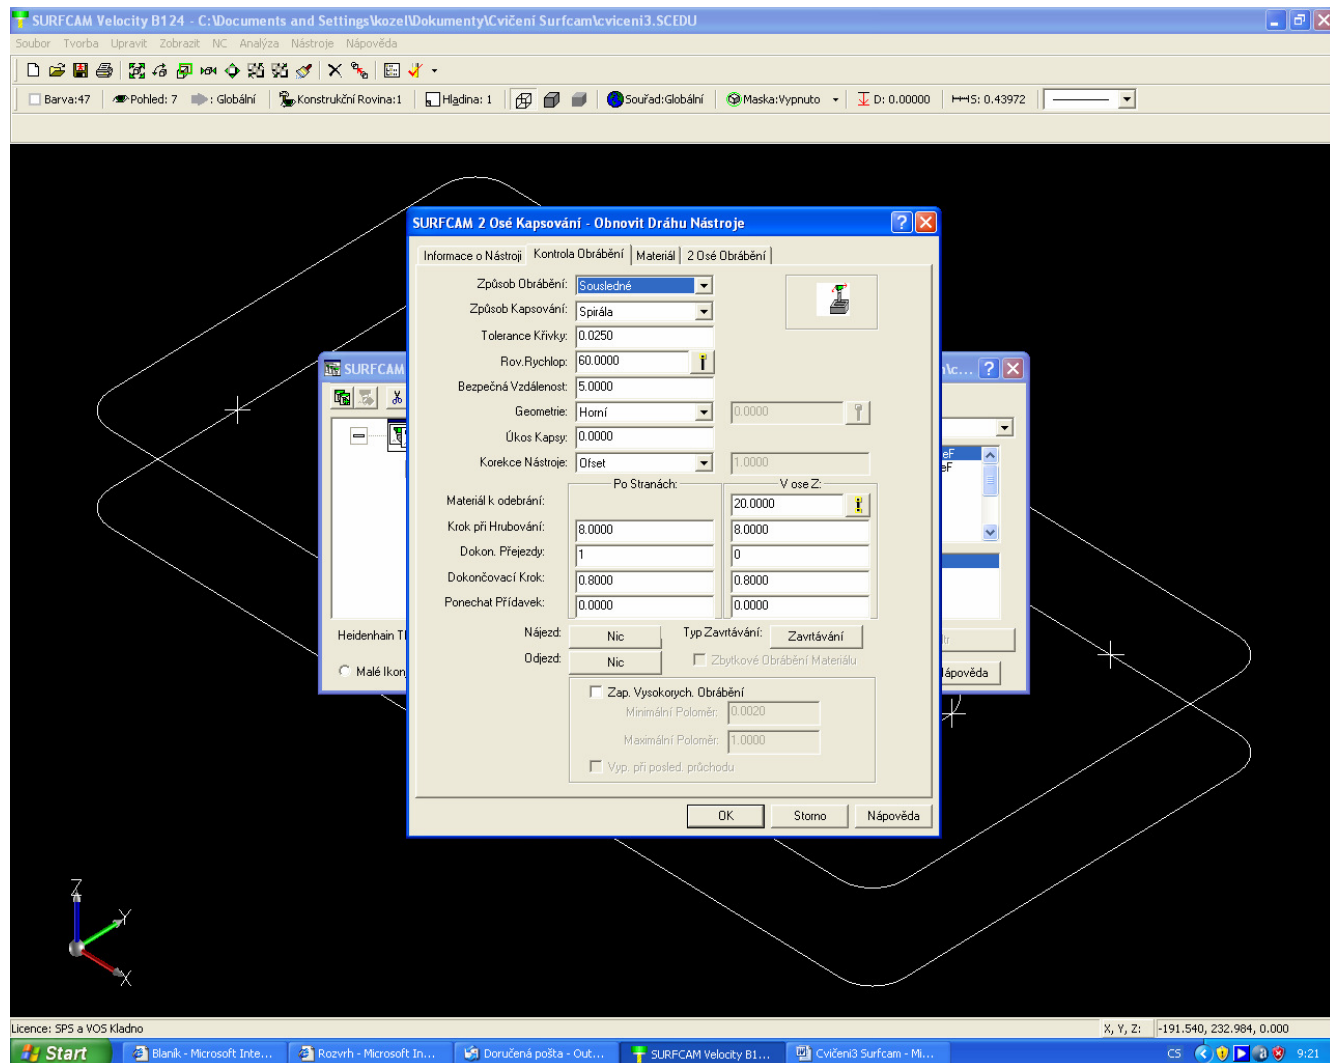 SURFCAM Velocity B124 - C:\Documents and Settings\kozel\Dokumenty\Cvičení Surfcam\cviceni3.SCEDU
Soubor Tvorba Upravit Zobrazit NC Analýza Nástroje Nápověda
Barva:47 Pohled: 7 : Globální Konstrukční Rovina:1 Hladina: 1 Souřad:Globální Maska:Vypnuto D: 0.00000 S: 0.43972
SURFCAM 2 Osé Kapsování - Obnovit Dráhu Nástroje
Informace o Nástroji Kontrola Obrábění Materiál 2 Osé Obrábění
Způsob Obrábění: Sousledné
Způsob Kapsování: Spirála
Tolerance Křivky: 0.0250
Rov.Rychlop: 60.0000
SURFCAM
\c...
Bezpečná Vzdálenost: 5.0000
Geometrie: Horní 0.0000
Úkos Kapsy: 0.0000
Korekce Nástroje: Ofset 1.0000
eF
eF
Po Stranách: V ose Z:
Materiál k odebrání: 20.0000
Krok při Hrubování: 8.0000 8.0000
Dokon. Přejezdy: 1 0
Dokončovací Krok: 0.8000 0.8000
Ponechat Přídavek: 0.0000 0.0000
Heidenhain T
Nájezd: Nic Typ Zavrtávání: Zavrtávání
tr
Odjezd: Nic Zbytkové Obrábění Materiálu
Malé Ikon
lápověda
Zap. Vysokorych. Obrábění
Minimální Poloměr: 0.0020
Maximální Poloměr: 1.0000
Vyp. při posled. průchodu
OK Storno Nápověda
Z
Y
X
Licence: SPS a VOS Kladno X, Y, Z: -191.540, 232.984, 0.000
Start Blaník - Microsoft Inte... Rozvrh - Microsoft In... Doručená pošta - Out... SURFCAM Velocity B1... Cvičeni3 Surfcam - Mi... CS 9:21